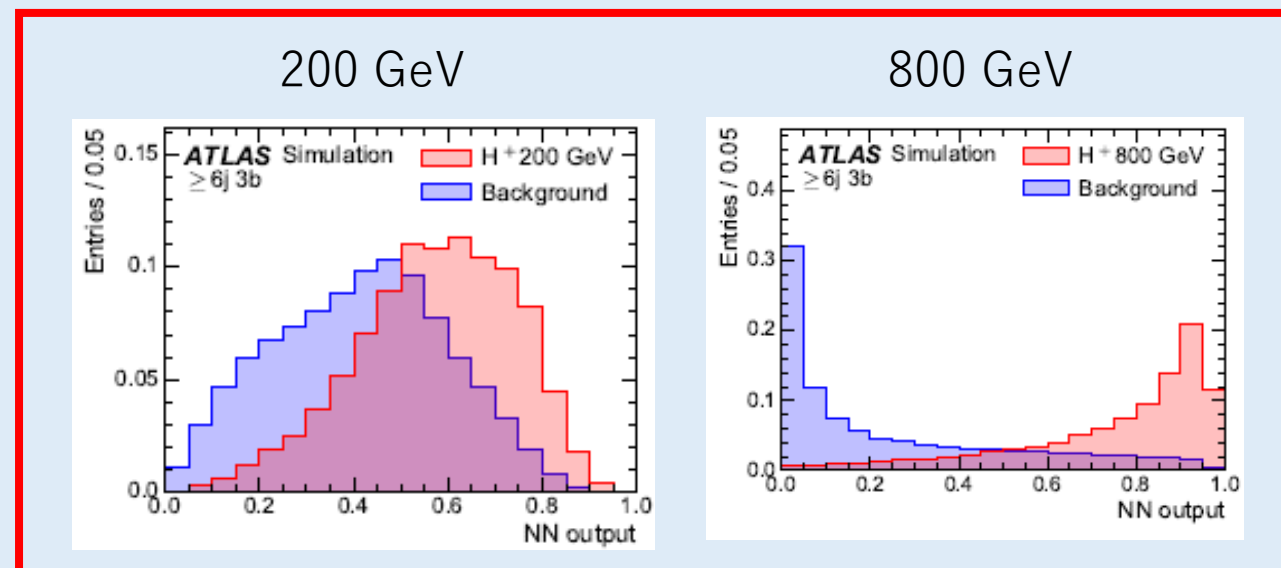 200 GeV
800 GeV
ATLAS Simulation
≥6j 3b
H+ 200 GeV
Background
Entries / 0.05
0.15
0.1
0.05
0.0
0.0 0.2 0.4 0.6 0.8 1.0
NN output
ATLAS Simulation
≥6j 3b
H+ 800 GeV
Background
Entries / 0.05
0.4
0.3
0.2
0.1
0.0
0.0 0.2 0.4 0.6 0.8 1.0
NN output